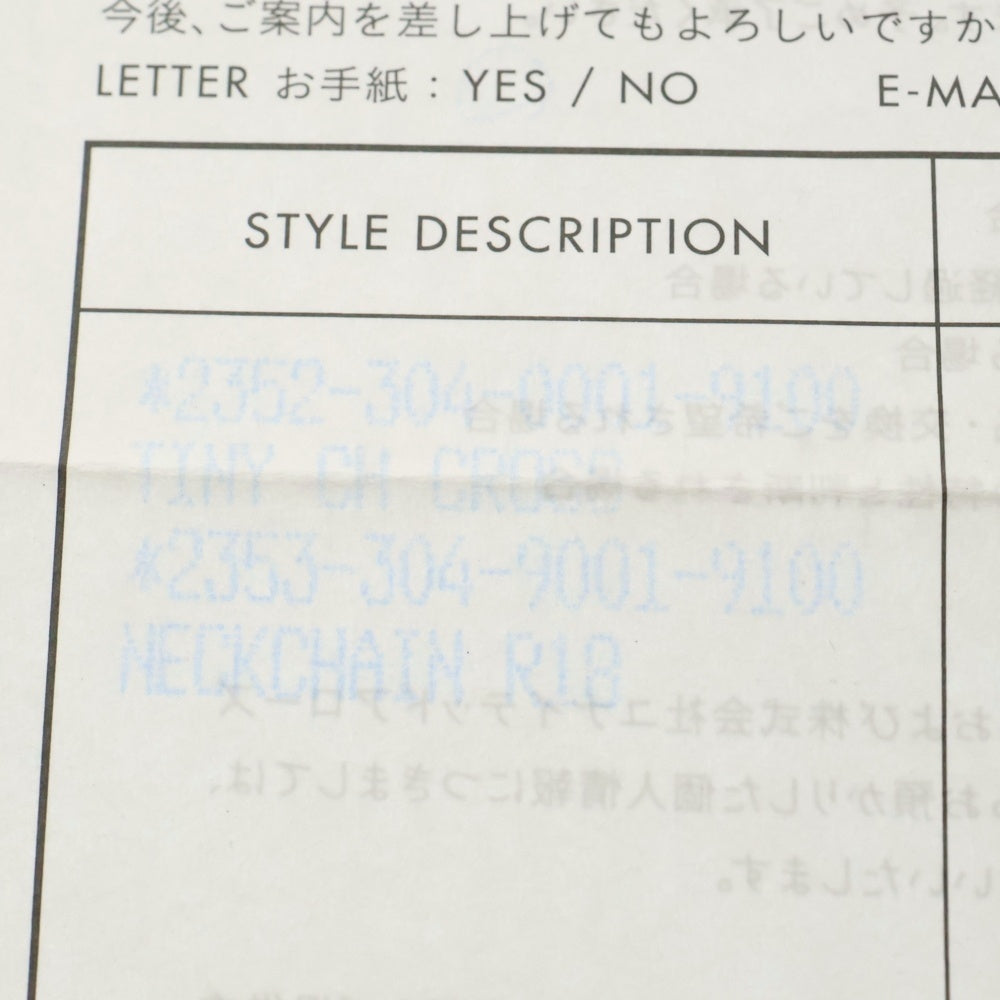 今後、ご案内を差し上げてもよろしいですか
LETTER お手紙 : YES / NO E-MA
STYLE DESCRIPTION
*2352-304-0001-9100
TINY CH CROSS
*2353-304-9001-9100
NECKCHAIN R18